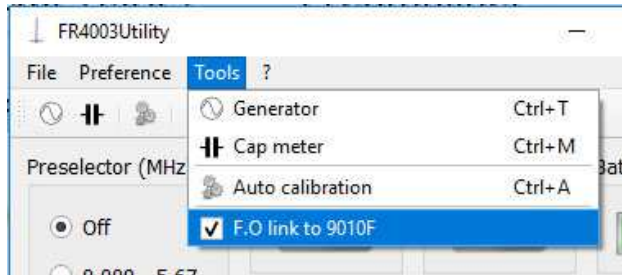 FR4003Utility
File Preference Tools ?
Generator Ctrl+T
Cap meter Ctrl+M
Preselector (MHz
Auto calibration Ctrl+A
Off
F.O link to 9010F